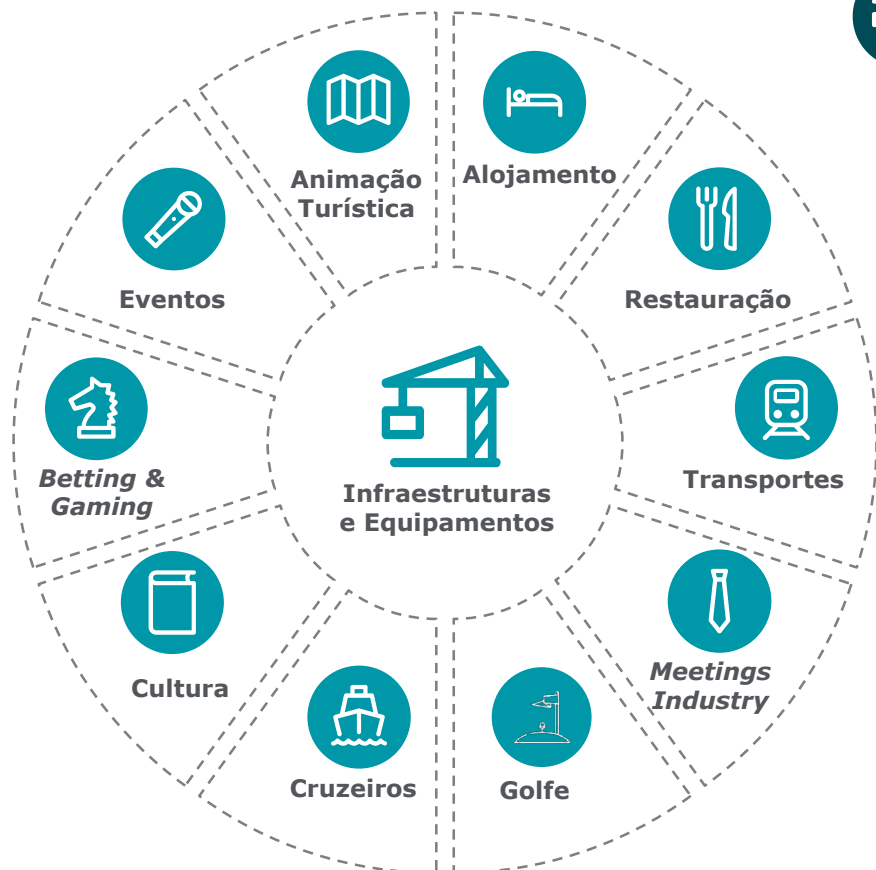 Animação
Turística
Alojamento
Eventos
Restauração
Betting &
Gaming
Infraestruturas
e Equipamentos
Transportes
Cultura
Meetings
Industry
Cruzeiros
Golfe